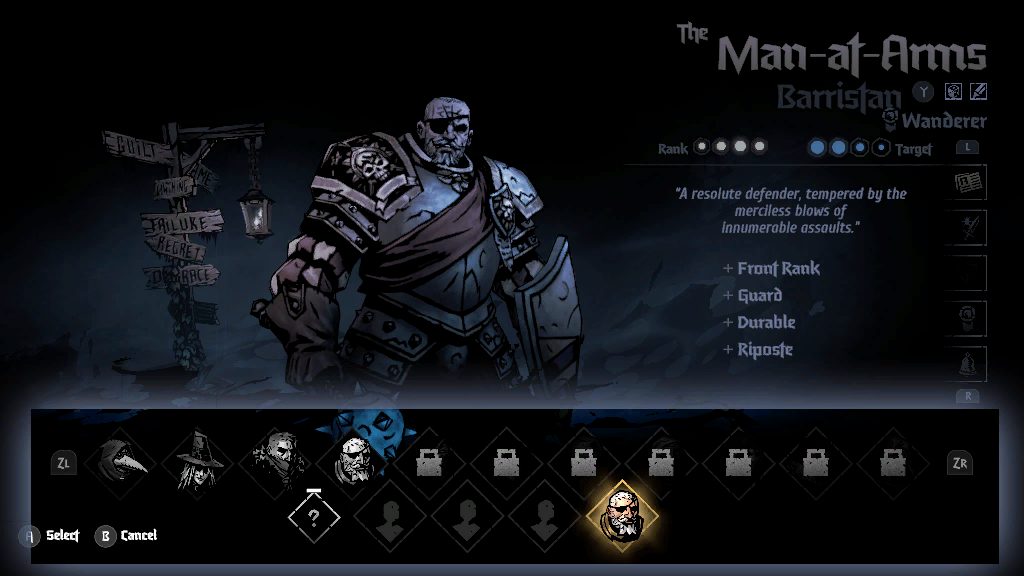 The
Man-at-Arms
Barristan Y
Wanderer
Rank Target L
"A resolute defender, tempered by the
merciless blows of
innumerable assaults."
+ Front Rank
+ Guard
+ Durable
+ Riposte
R
GUILT
FAILURE
REGRET
ZL ZR
?
A Select B Cancel